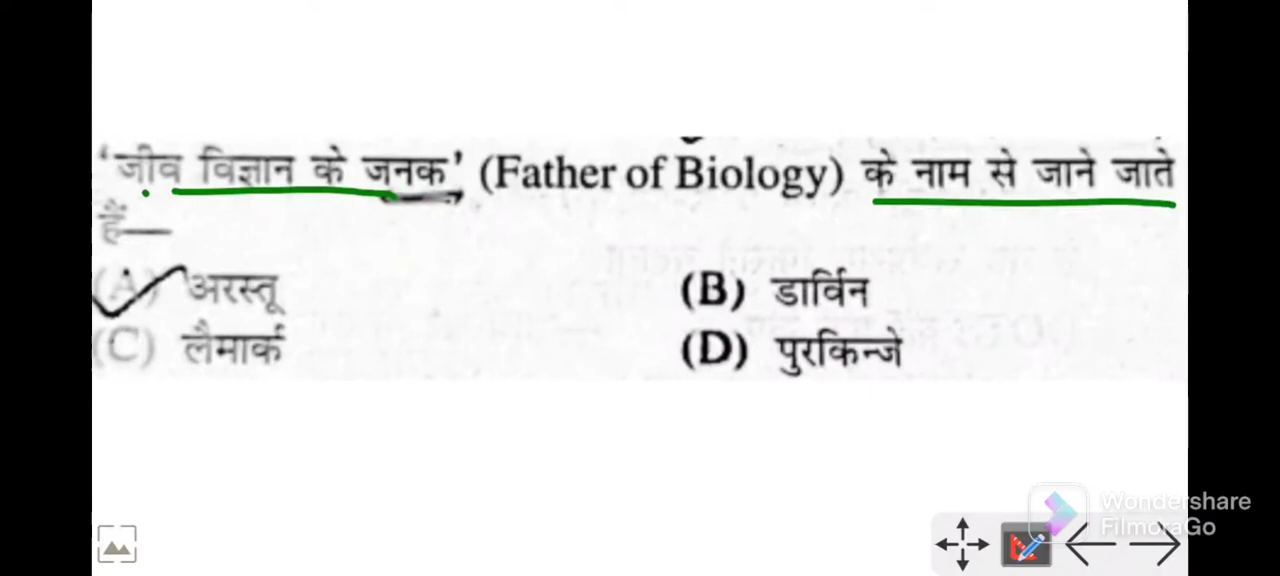 ‘जीव विज्ञान के जनक’ (Father of Biology) के नाम से जाने जाते
हैं—
(A) अरस्तू (B) डार्विन
(C) लैमार्क (D) पुरकिन्जे
Wondershare
FilmoraGo